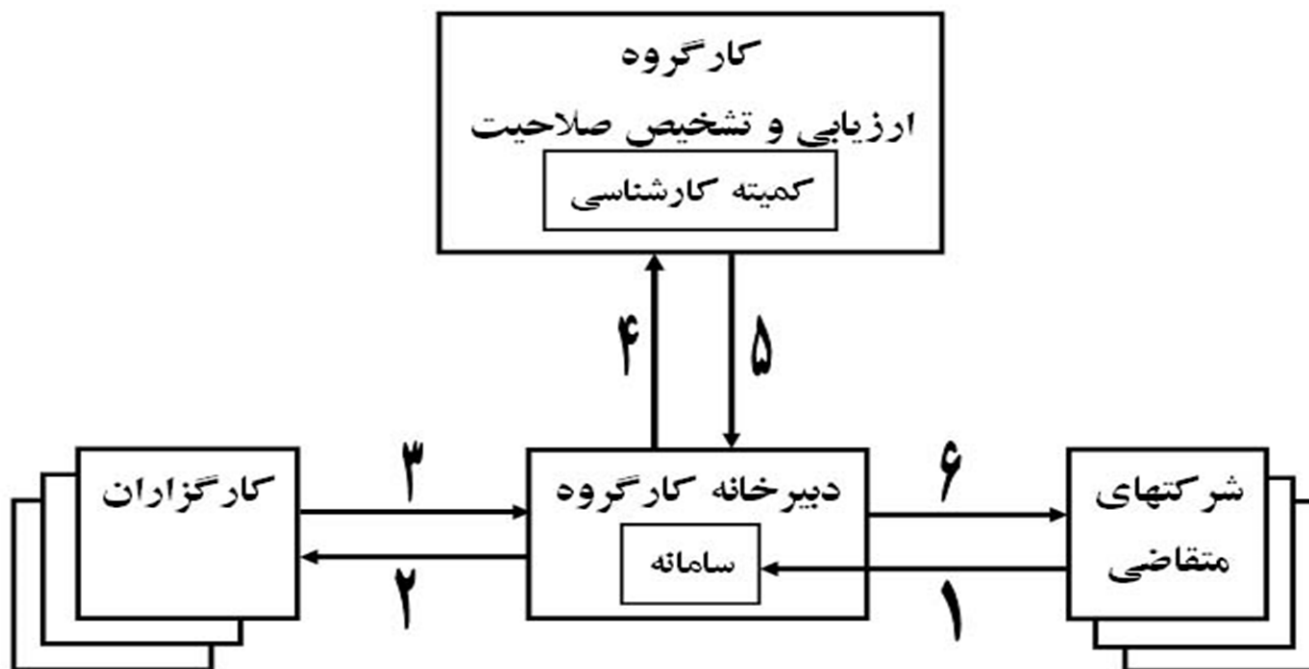 کارگروه
ارزیابی و تشخیص صلاحیت
کمیته کارشناسی
۴
۵
شرکتهای
متقاضی
۶
۱
دبیرخانه کارگروه
سامانه
۳
۲
کارگزاران